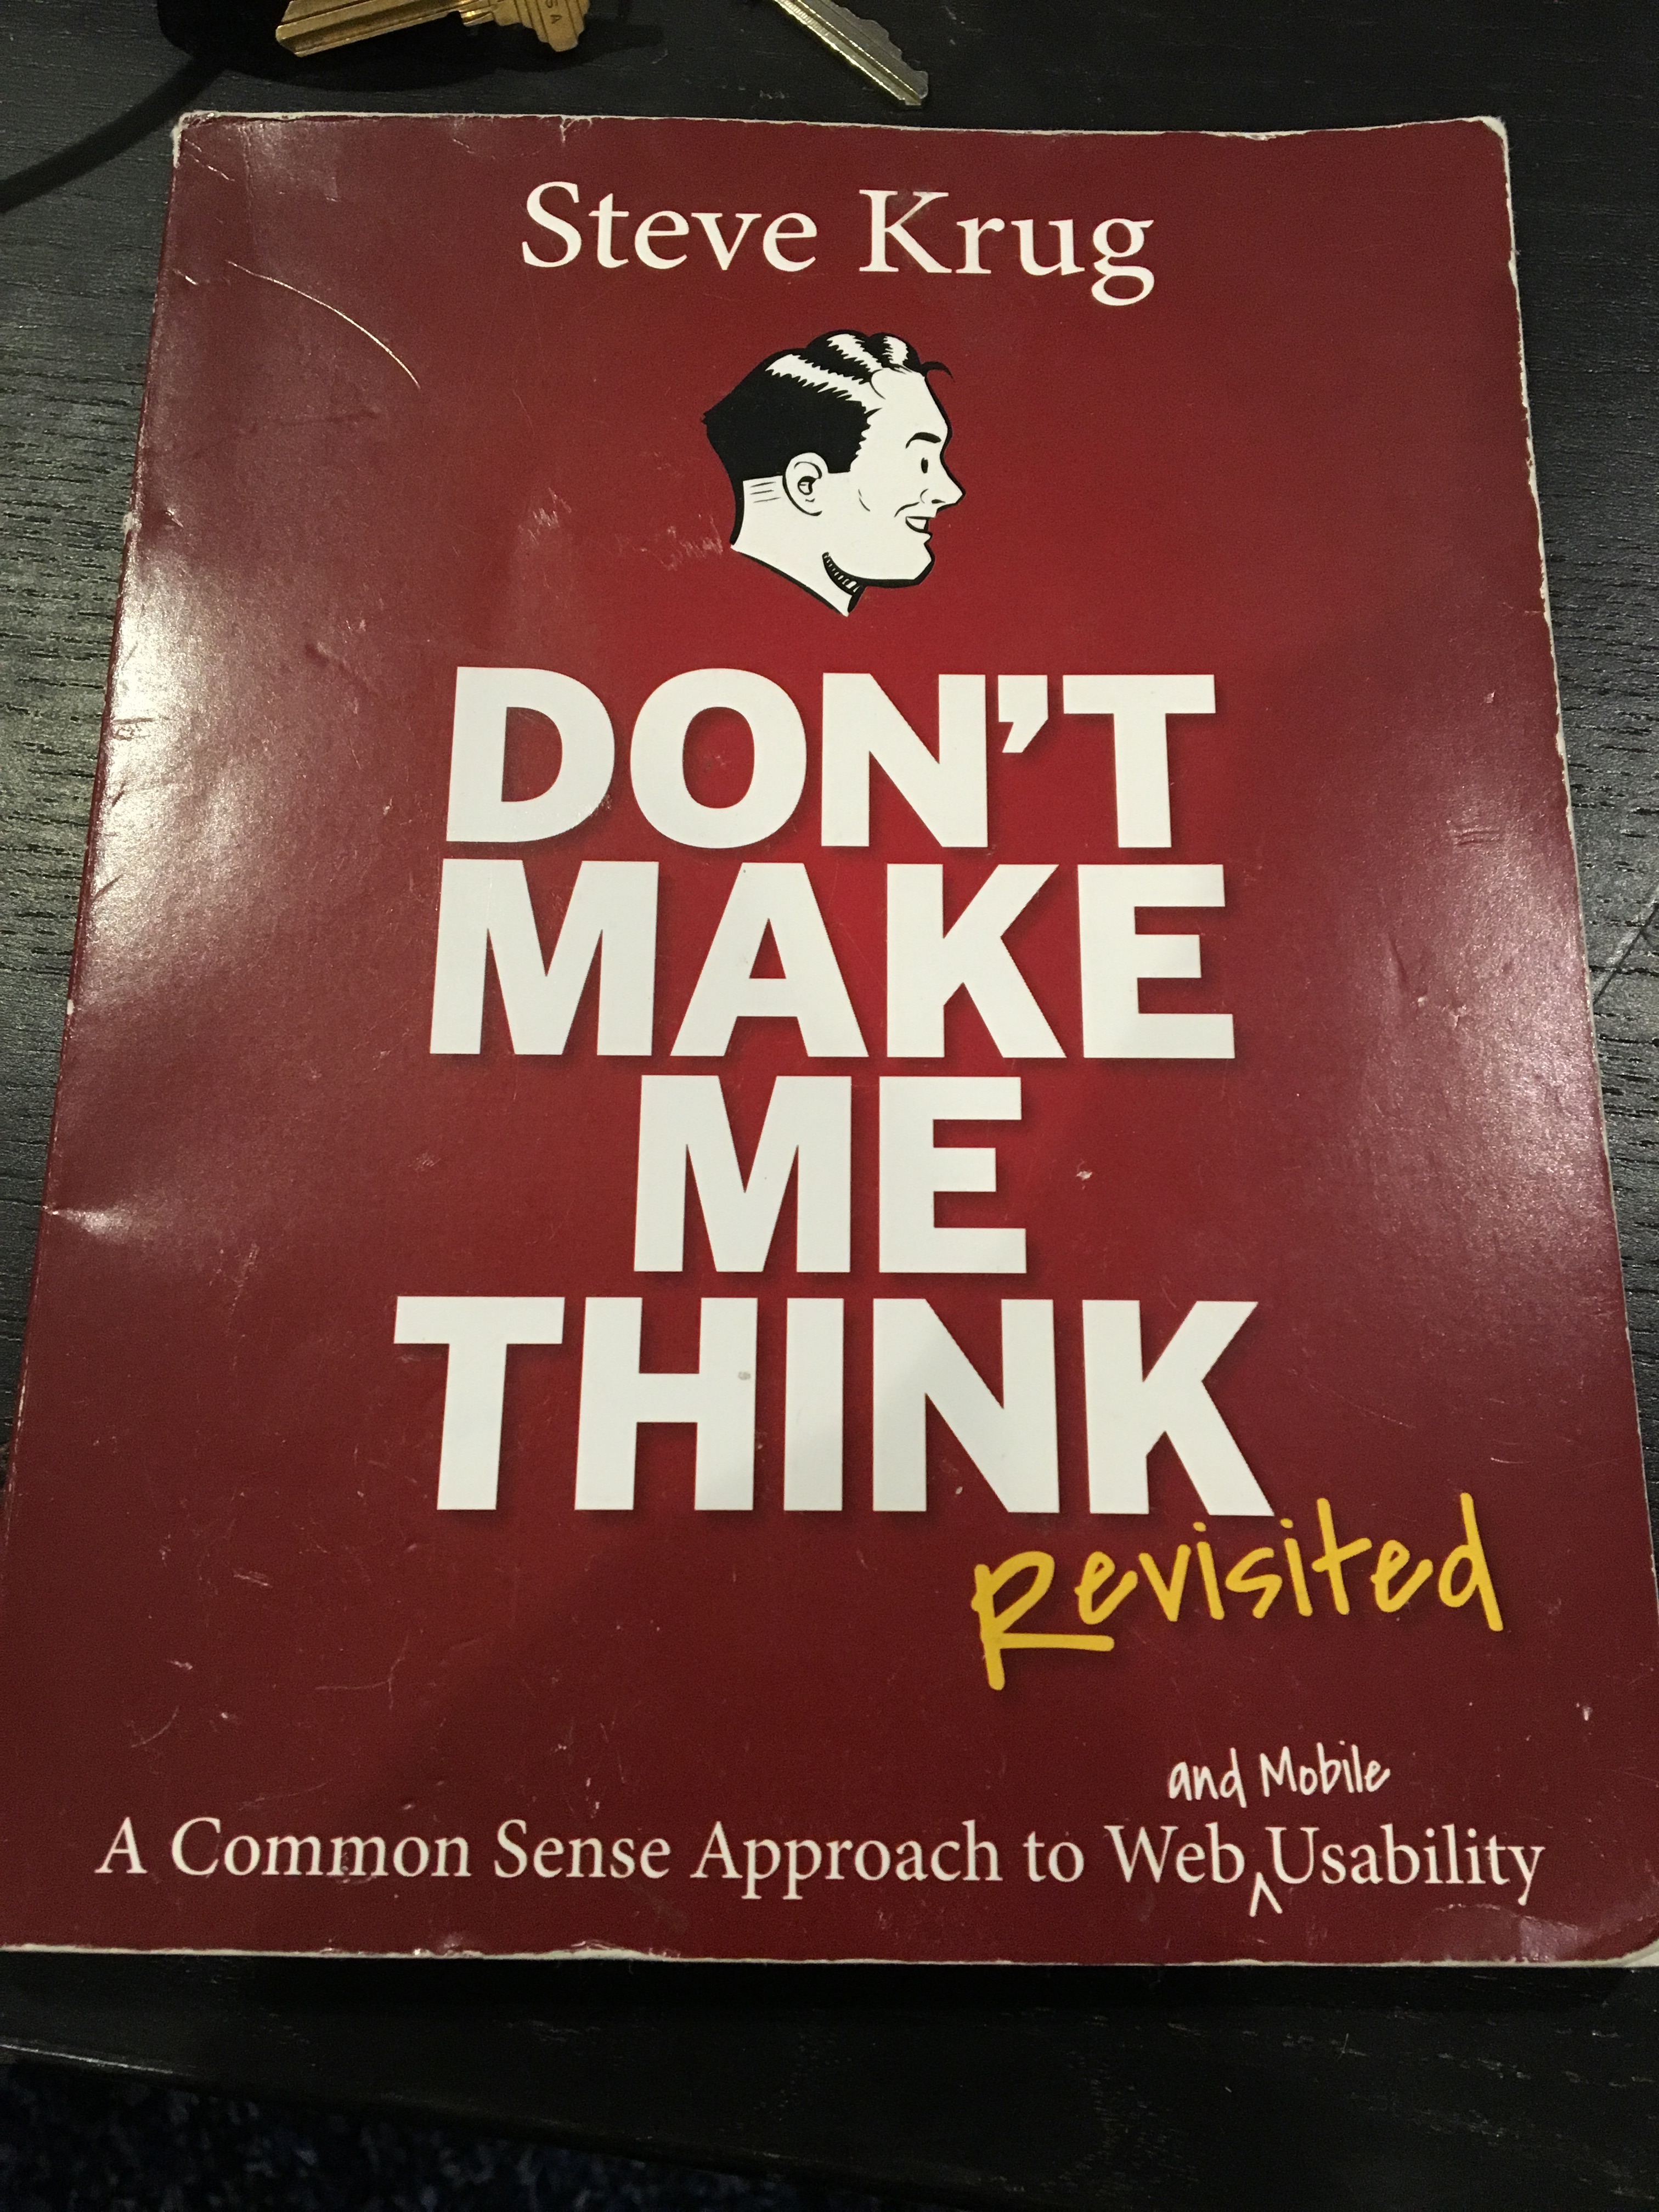 Steve Krug
DON'T
MAKE
ME
THINK
Revisited
and Mobile
A Common Sense Approach to Web ^ Usability